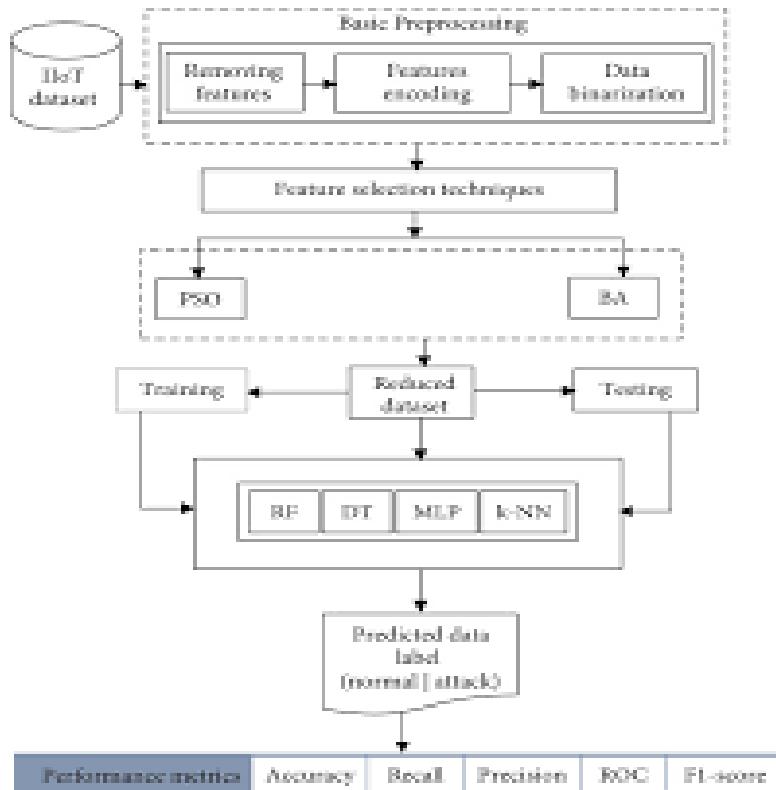 Basic Preprocessing
IIoT
dataset
Removing
features
Features
encoding
Data
binarization
Feature selection techniques
PSO
BA
Training
Reduced
dataset
Testing
RF
DT
MLP
k-NN
Predicted data
label
(normal | attack)
Performance metrics
Accuracy
Recall
Precision
ROC
F1-score